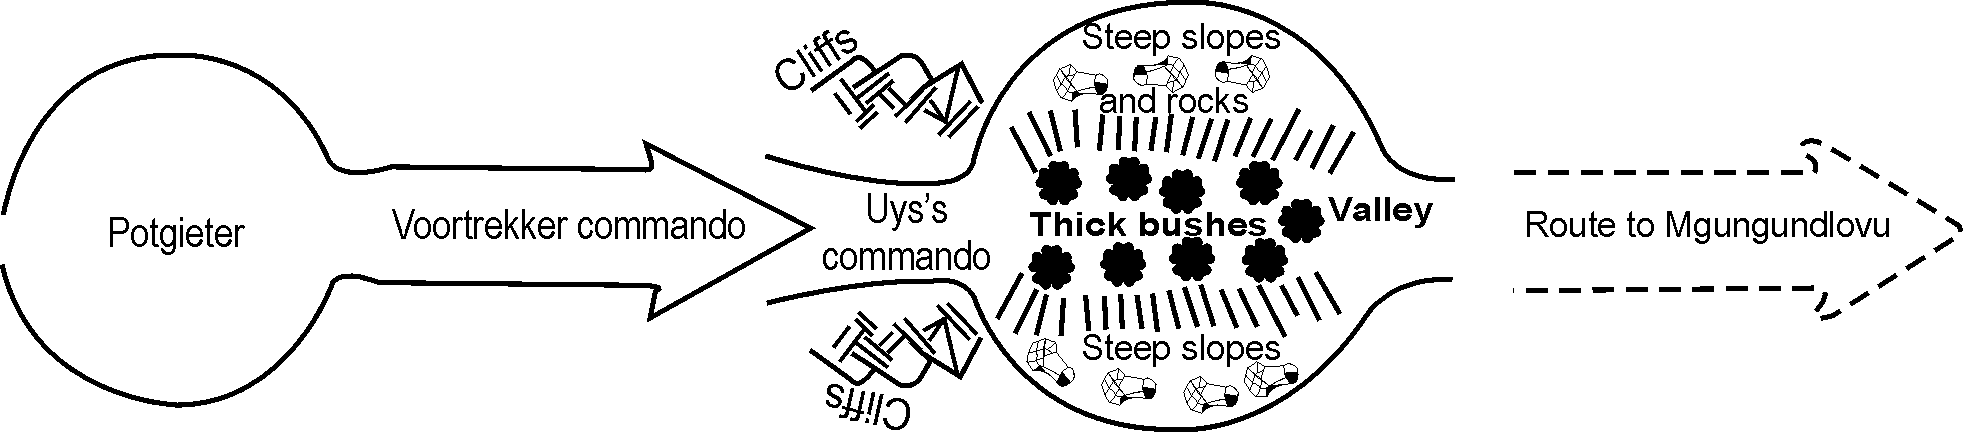 Potgieter
Voortrekker commando
Cliffs
Uys's
commando
Cliffs
Steep slopes
and rocks
Thick bushes
Valley
Steep slopes
Route to Mgungundlovu